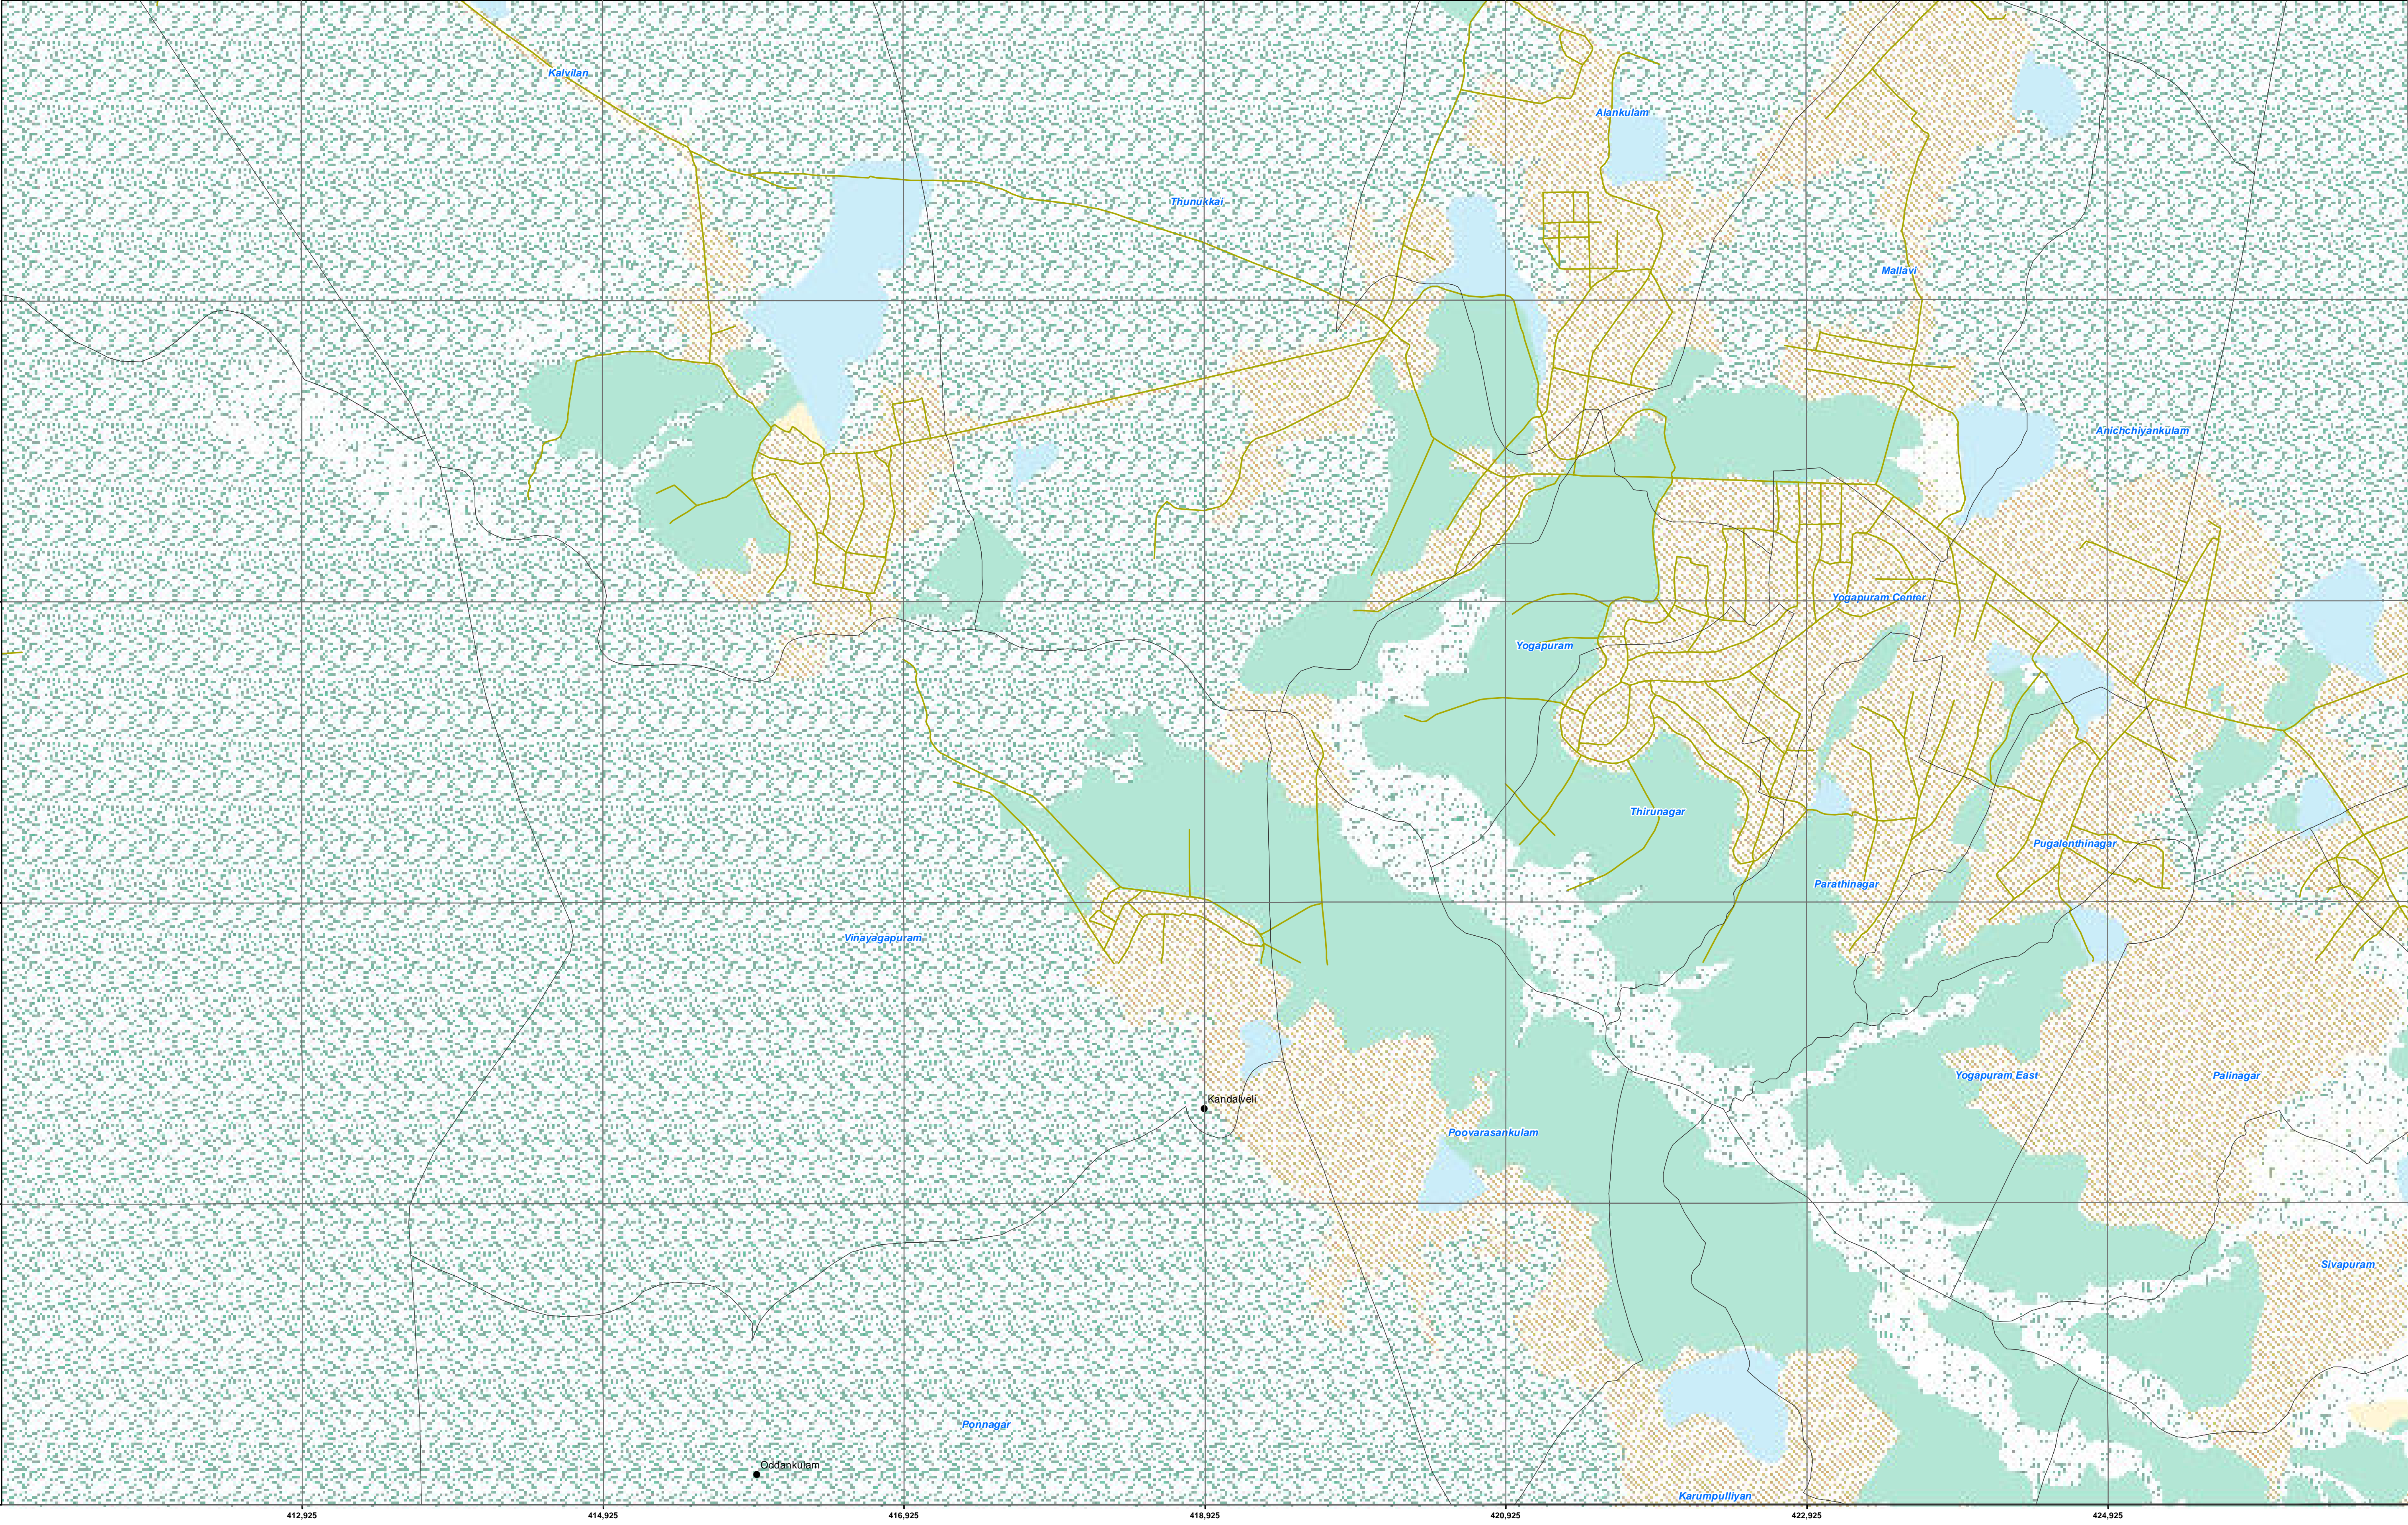 Kalvilan
Alankulam
Thunukkai
Mallavi
Anichchiyankulam
Yogapuram Center
Yogapuram
Thirunagar
Pugalenthinagar
Parathinagar
Vinayagapuram
Yogapuram East
Palinagar
Kandalveli
Poovarasankulam
Sivapuram
Ponnagar
Oddankulam
Karumpulliyan
412,925 414,925 416,925 418,925 420,925 422,925 424,925